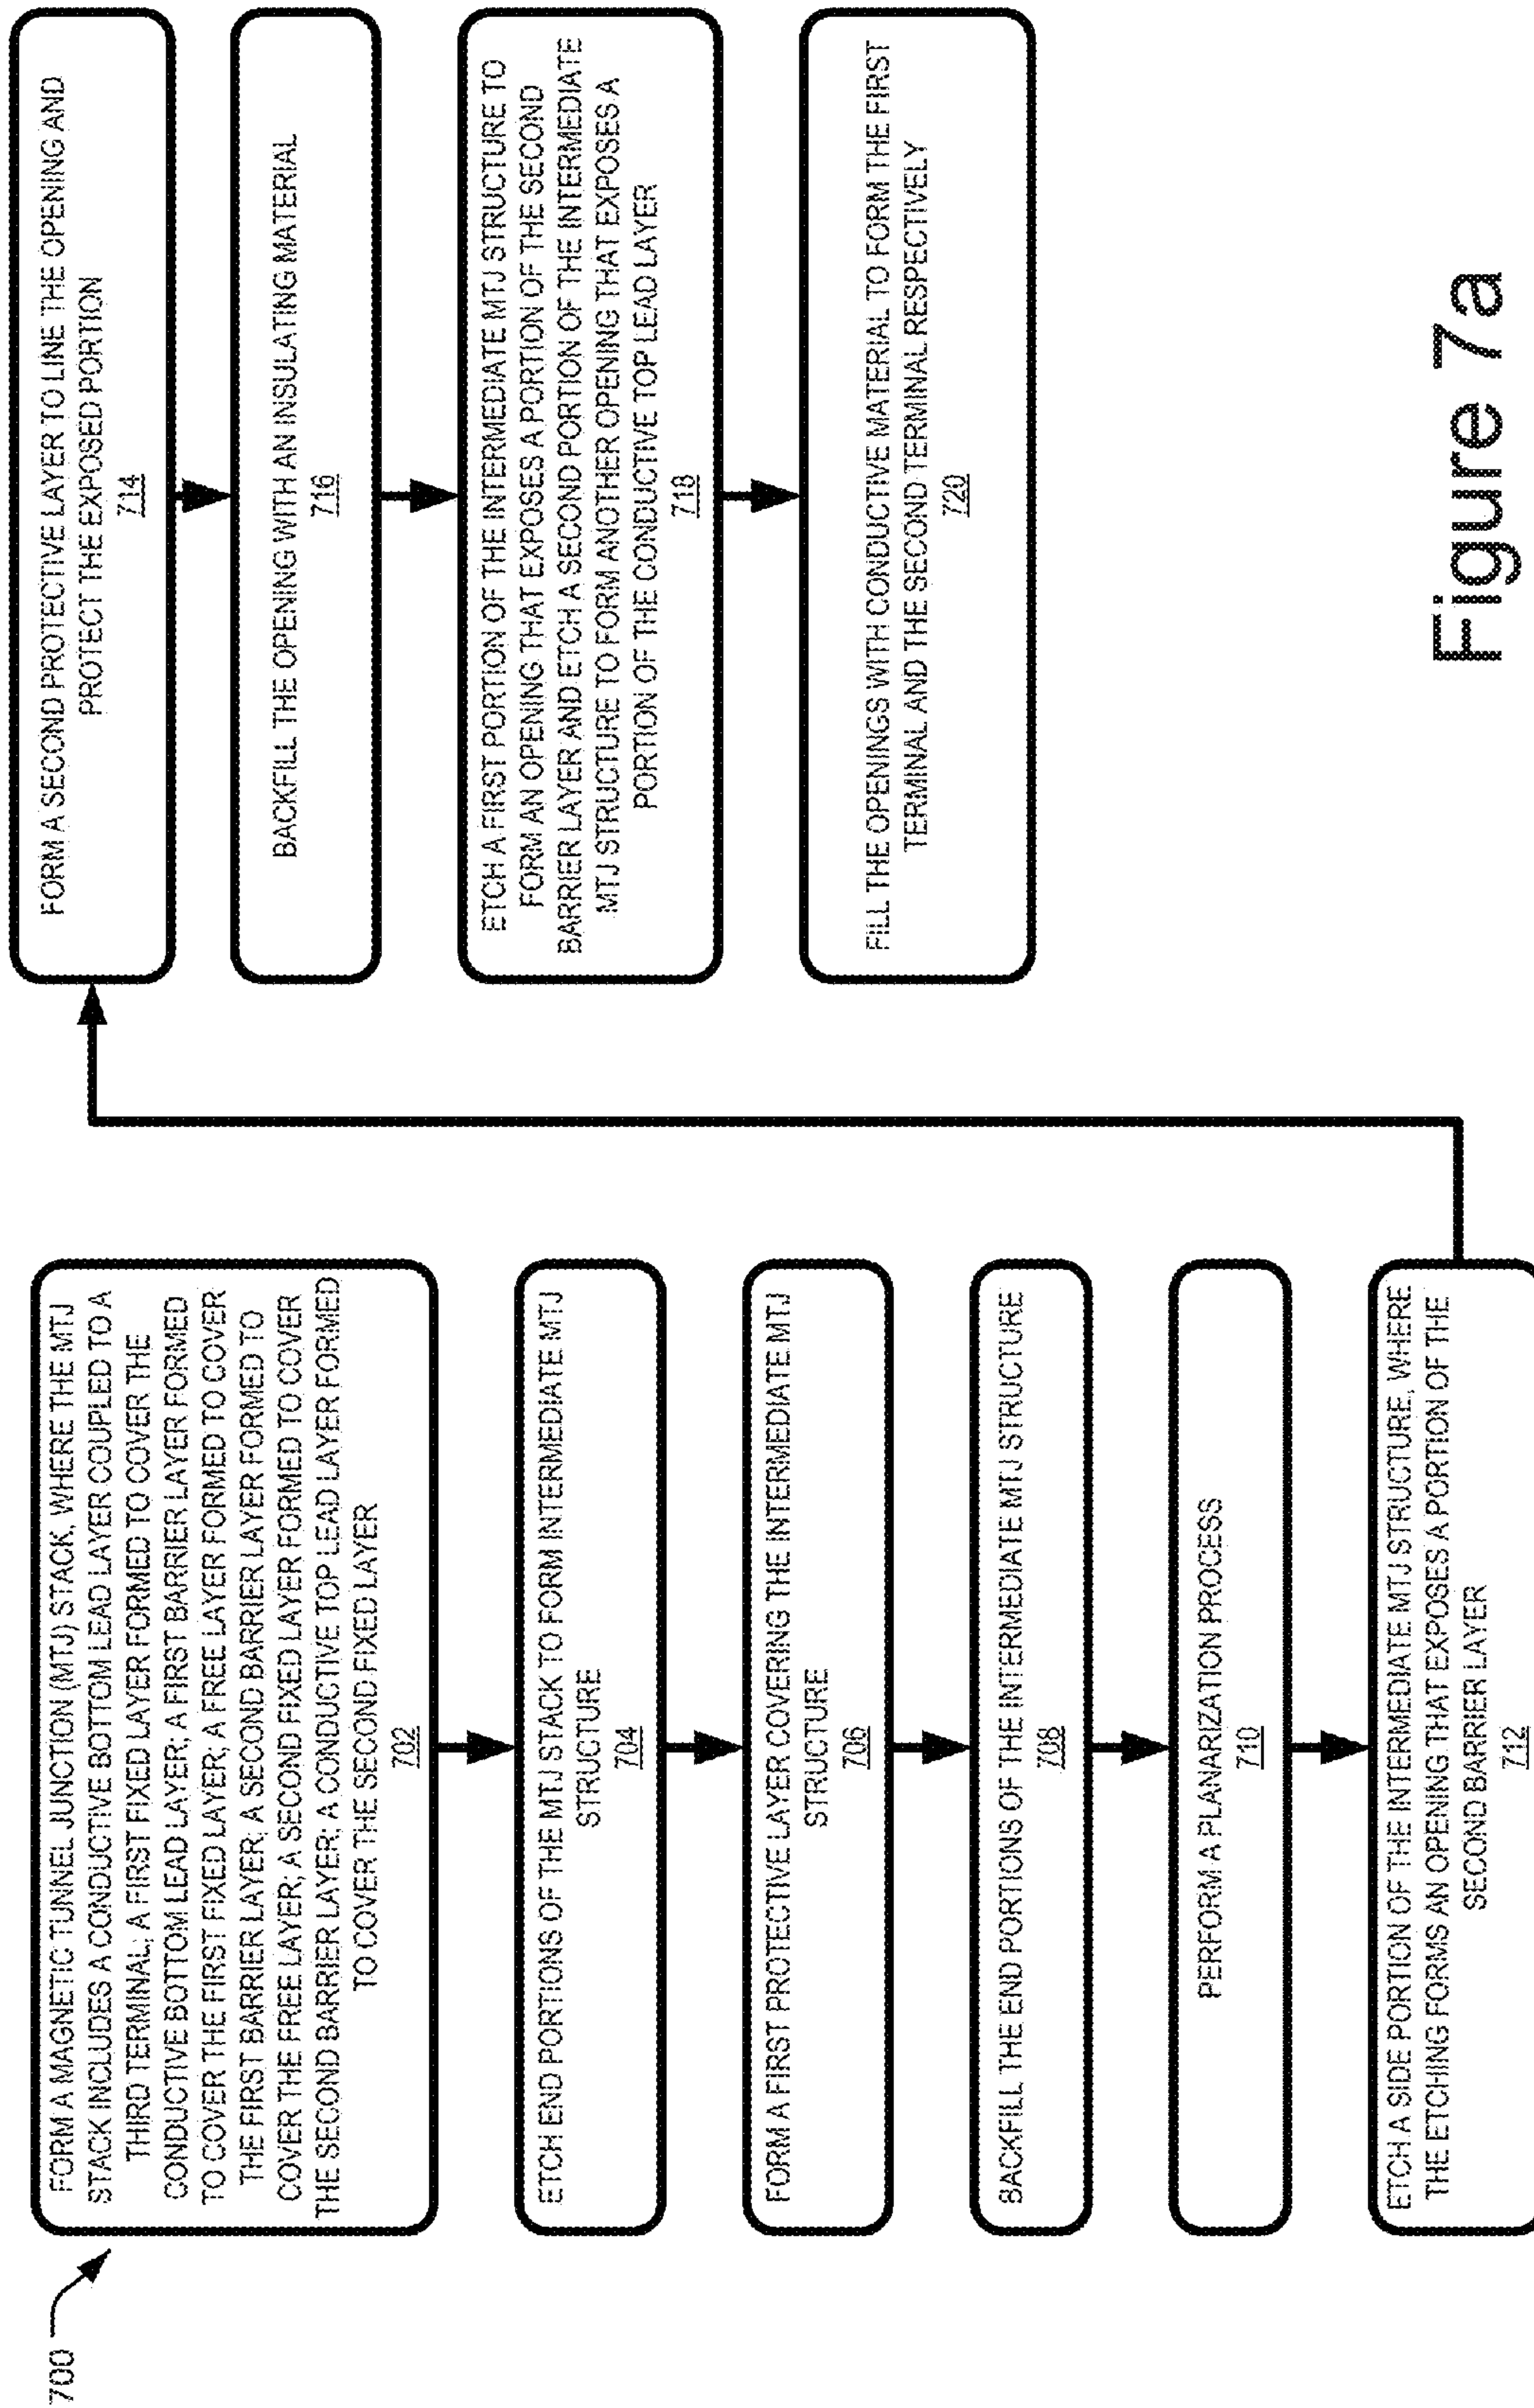 700
FORM A MAGNETIC TUNNEL JUNCTION (MTJ) STACK, WHERE THE MTJ
STACK INCLUDES A CONDUCTIVE BOTTOM LEAD LAYER COUPLED TO A
THIRD TERMINAL; A FIRST FIXED LAYER FORMED TO COVER THE
CONDUCTIVE BOTTOM LEAD LAYER; A FIRST BARRIER LAYER FORMED
TO COVER THE FIRST FIXED LAYER; A FREE LAYER FORMED TO COVER
THE FIRST BARRIER LAYER; A SECOND BARRIER LAYER FORMED TO
COVER THE FREE LAYER; A SECOND FIXED LAYER FORMED TO COVER
THE SECOND BARRIER LAYER; A CONDUCTIVE TOP LEAD LAYER FORMED
TO COVER THE SECOND FIXED LAYER
702
ETCH END PORTIONS OF THE MTJ STACK TO FORM INTERMEDIATE MTJ
STRUCTURE
704
FORM A FIRST PROTECTIVE LAYER COVERING THE INTERMEDIATE MTJ
STRUCTURE
706
BACKFILL THE END PORTIONS OF THE INTERMEDIATE MTJ STRUCTURE
708
PERFORM A PLANARIZATION PROCESS
710
ETCH A SIDE PORTION OF THE INTERMEDIATE MTJ STRUCTURE, WHERE
THE ETCHING FORMS AN OPENING THAT EXPOSES A PORTION OF THE
SECOND BARRIER LAYER
712
FORM A SECOND PROTECTIVE LAYER TO LINE THE OPENING AND
PROTECT THE EXPOSED PORTION
714
BACKFILL THE OPENING WITH AN INSULATING MATERIAL
716
ETCH A FIRST PORTION OF THE INTERMEDIATE MTJ STRUCTURE TO
FORM AN OPENING THAT EXPOSES A PORTION OF THE SECOND
BARRIER LAYER AND ETCH A SECOND PORTION OF THE INTERMEDIATE
MTJ STRUCTURE TO FORM ANOTHER OPENING THAT EXPOSES A
PORTION OF THE CONDUCTIVE TOP LEAD LAYER
718
FILL THE OPENINGS WITH CONDUCTIVE MATERIAL TO FORM THE FIRST
TERMINAL AND THE SECOND TERMINAL RESPECTIVELY
720
Figure 7a